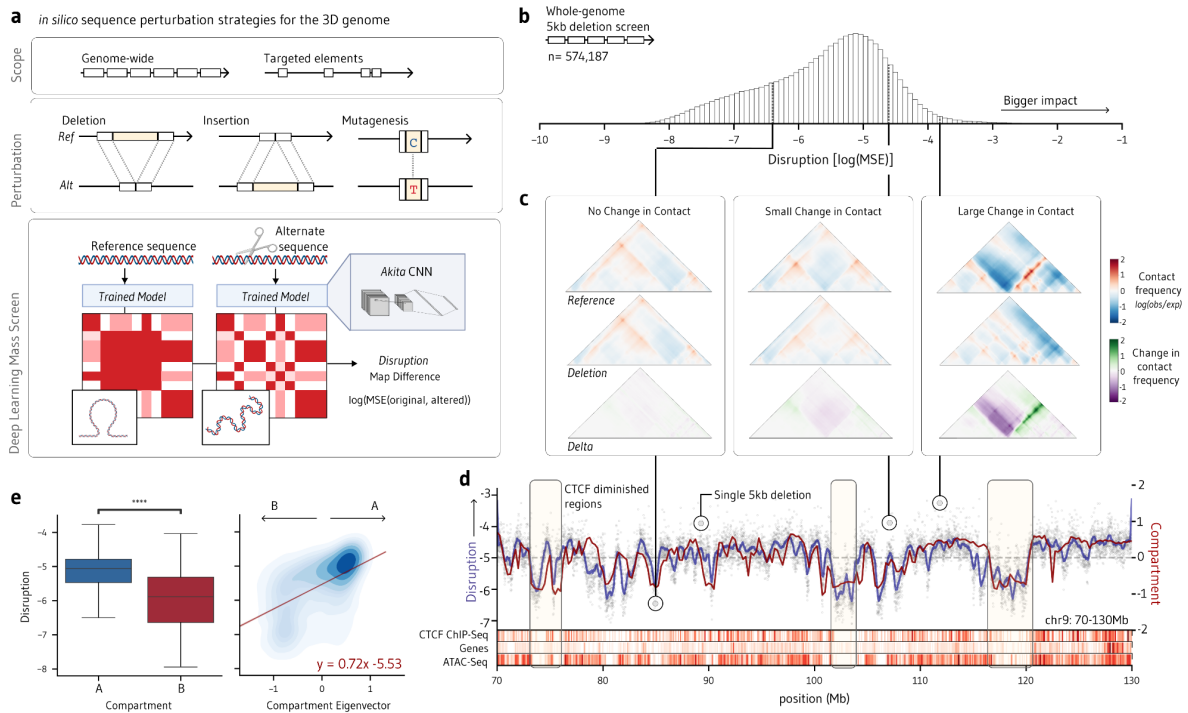 a
in silico sequence perturbation strategies for the 3D genome
Scope
Genome-wide
Targeted elements
Perturbation
Deletion
Insertion
Mutagenesis
Ref
Alt
C
T
Deep Learning Mass Screen
Reference sequence
Alternate
sequence
Trained Model
Trained Model
Akita CNN
Disruption
Map Difference
log(MSE(original, altered))
b
Whole-genome
5kb deletion screen
n= 574,187
Bigger impact
−10
−9
−8
−7
−6
−5
−4
−3
−2
−1
Disruption [log(MSE)]
c
No Change in Contact
Small Change in Contact
Large Change in Contact
Reference
Deletion
Delta
2
1
0
-1
-2
Contact
frequency
log(obs/exp)
2
1
0
-1
-2
Change in
contact
frequency
d
CTCF diminished
regions
Single 5kb deletion
-3
-4
-5
-6
-7
Disruption
2
1
0
-1
-2
Compartment
chr9: 70-130Mb
CTCF ChIP-Seq
Genes
ATAC-Seq
70
80
90
100
110
120
130
position (Mb)
e
****
−4
−5
−6
−7
−8
Disruption
A
B
Compartment
B
A
y = 0.72x -5.53
−1
0
1
Compartment Eigenvector